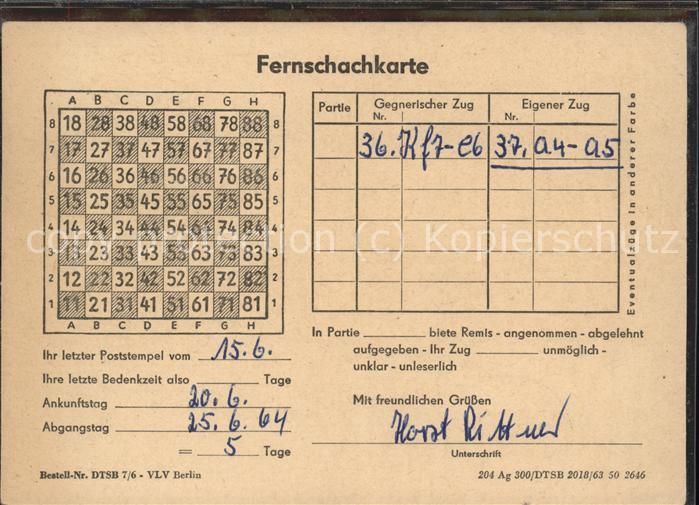 Fernschachkarte
A B C D E F G H
8 18 28 38 48 58 68 78 88 8
7 17 27 37 47 57 67 77 87 7
6 16 26 36 46 56 66 76 86 6
5 15 25 35 45 55 65 75 85 5
4 14 24 34 44 54 64 74 84 4
3 13 23 33 43 53 63 73 83 3
2 12 22 32 42 52 62 72 82 2
1 11 21 31 41 51 61 71 81 1
A B C D E F G H
Ihr letzter Poststempel vom 15.6.
Ihre letzte Bedenkzeit also Tage
Ankunftstag 20.6.
Abgangstag 25.6.64
= 5 Tage
Bestell-Nr. DTSB 7/6 - VLV Berlin
Partie Gegnerischer Zug Eigener Zug
Nr. Nr.
36. Kf7-e6 37. a4-a5
Eventualzüge in anderer Farbe
In Partie biete Remis - angenommen - abgelehnt
aufgegeben - Ihr Zug unmöglich -
unklar - unleserlich
Mit freundlichen Grüßen
Horst Rittner
Unterschrift
204 Ag 300/DTSB 2018/63 50 2646
copyright protection (c) Kopierschutz